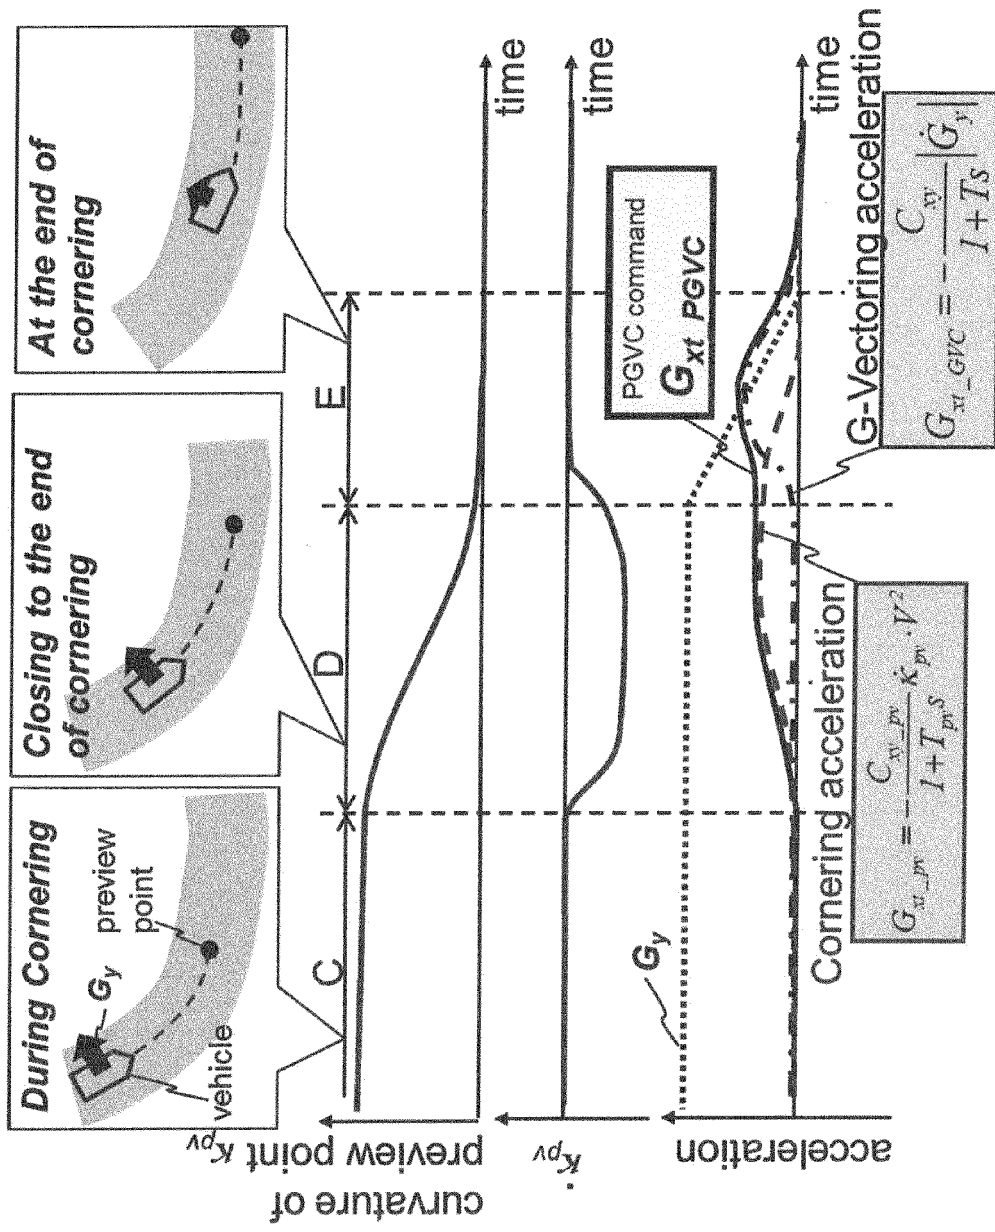 During Cornering
G_y
preview
point
vehicle
Closing to the end
of cornering
At the end of
cornering
curvature of
preview point κ_pv
C
D
E
time
κ̇_pv
time
acceleration
G_y
PGVC command
G_xt PGVC
time
Cornering acceleration
G_xt_pv = - C_xy_pv / (1 + T_pv s) κ̇_pv · V²
G-Vectoring acceleration
G_xt_GVC = - C_xy / (1 + Ts) |Ġ_y|